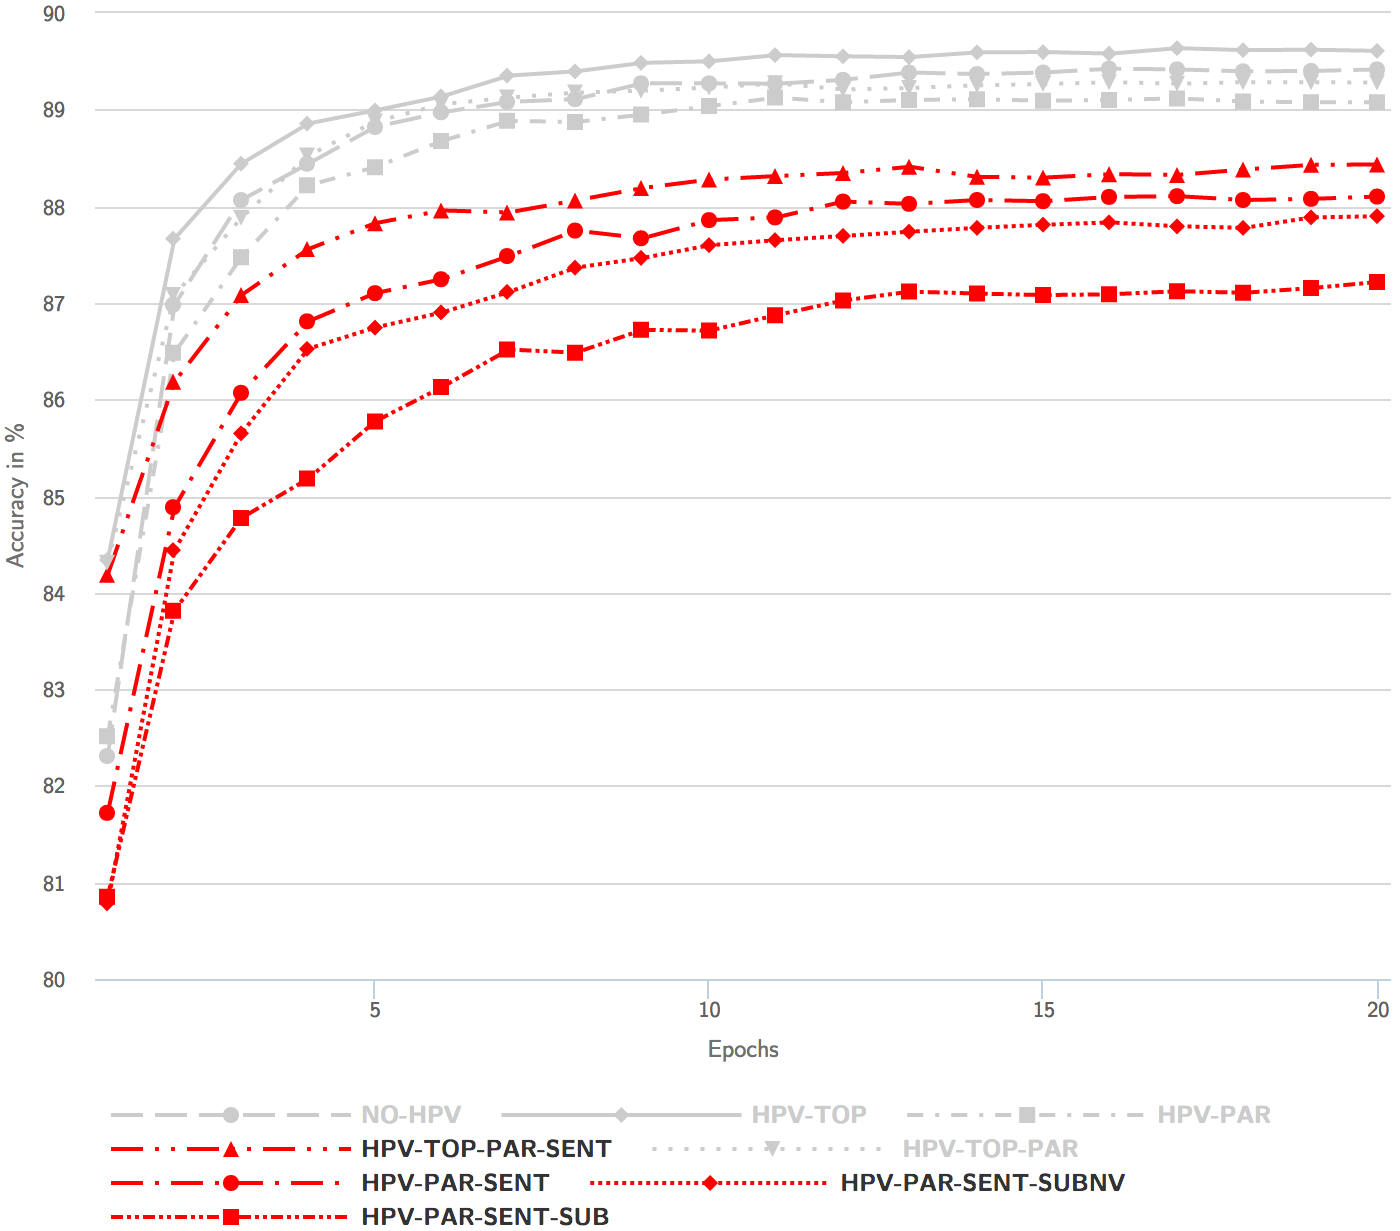 90
89
88
87
86
85
84
83
82
81
80
Accuracy in %
5 10 15 20
Epochs
NO-HPV HPV-TOP HPV-PAR
HPV-TOP-PAR-SENT HPV-TOP-PAR
HPV-PAR-SENT HPV-PAR-SENT-SUBNV
HPV-PAR-SENT-SUB